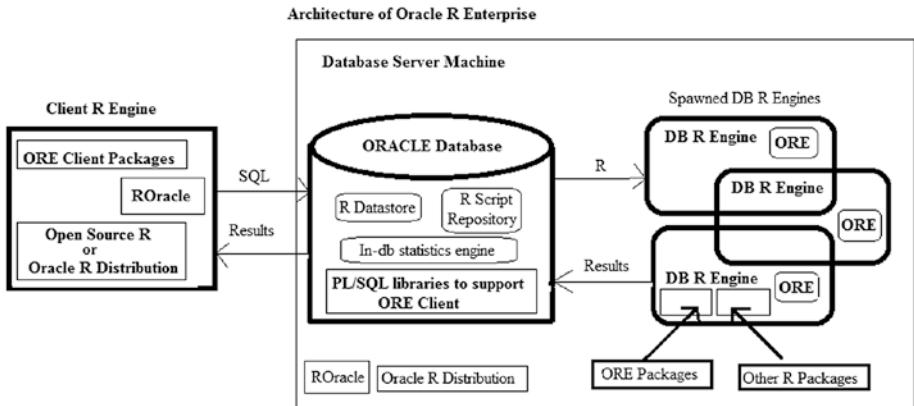 Architecture of Oracle R Enterprise
Database Server Machine
Client R Engine
ORE Client Packages
ROracle
Open Source R
or
Oracle R Distribution
SQL
Results
ORACLE Database
R Datastore
R Script
Repository
In-db statistics engine
PL/SQL libraries to support
ORE Client
R
Results
Spawned DB R Engines
DB R Engine
ORE
DB R Engine
ORE
DB R Engine
ORE
ORE Packages
Other R Packages
ROracle
Oracle R Distribution